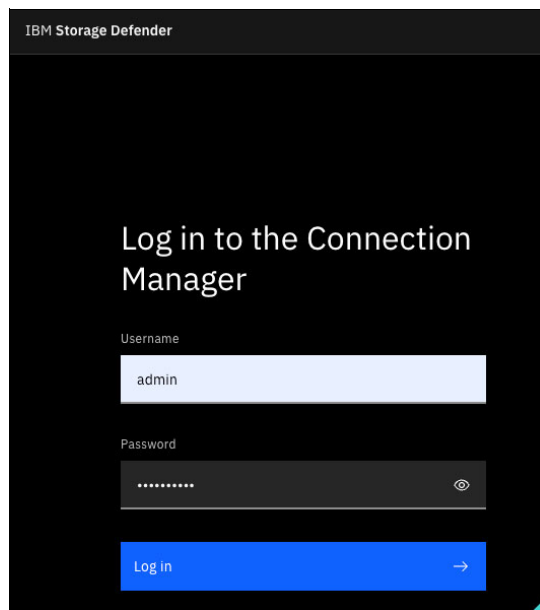 IBM Storage Defender
Log in to the Connection
Manager
Username
admin
Password
••••••••••
Log in